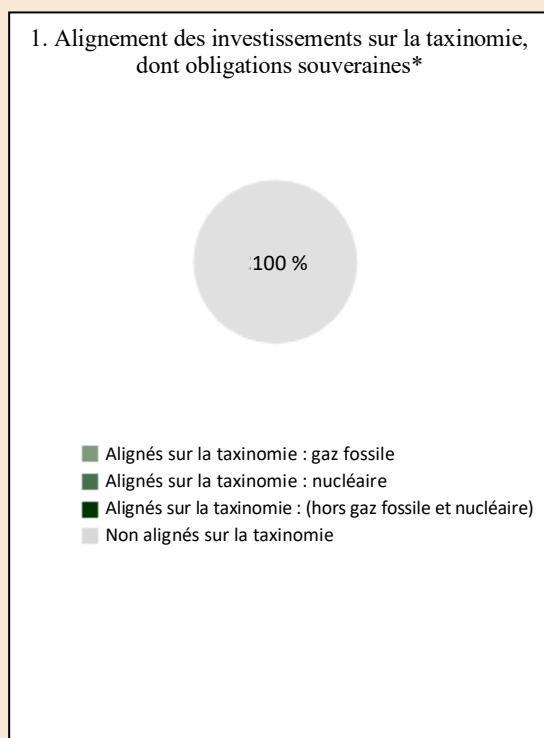 1. Alignement des investissements sur la taxinomie,
dont obligations souveraines*
100 %
Alignés sur la taxinomie : gaz fossile
Alignés sur la taxinomie : nucléaire
Alignés sur la taxinomie : (hors gaz fossile et nucléaire)
Non alignés sur la taxinomie